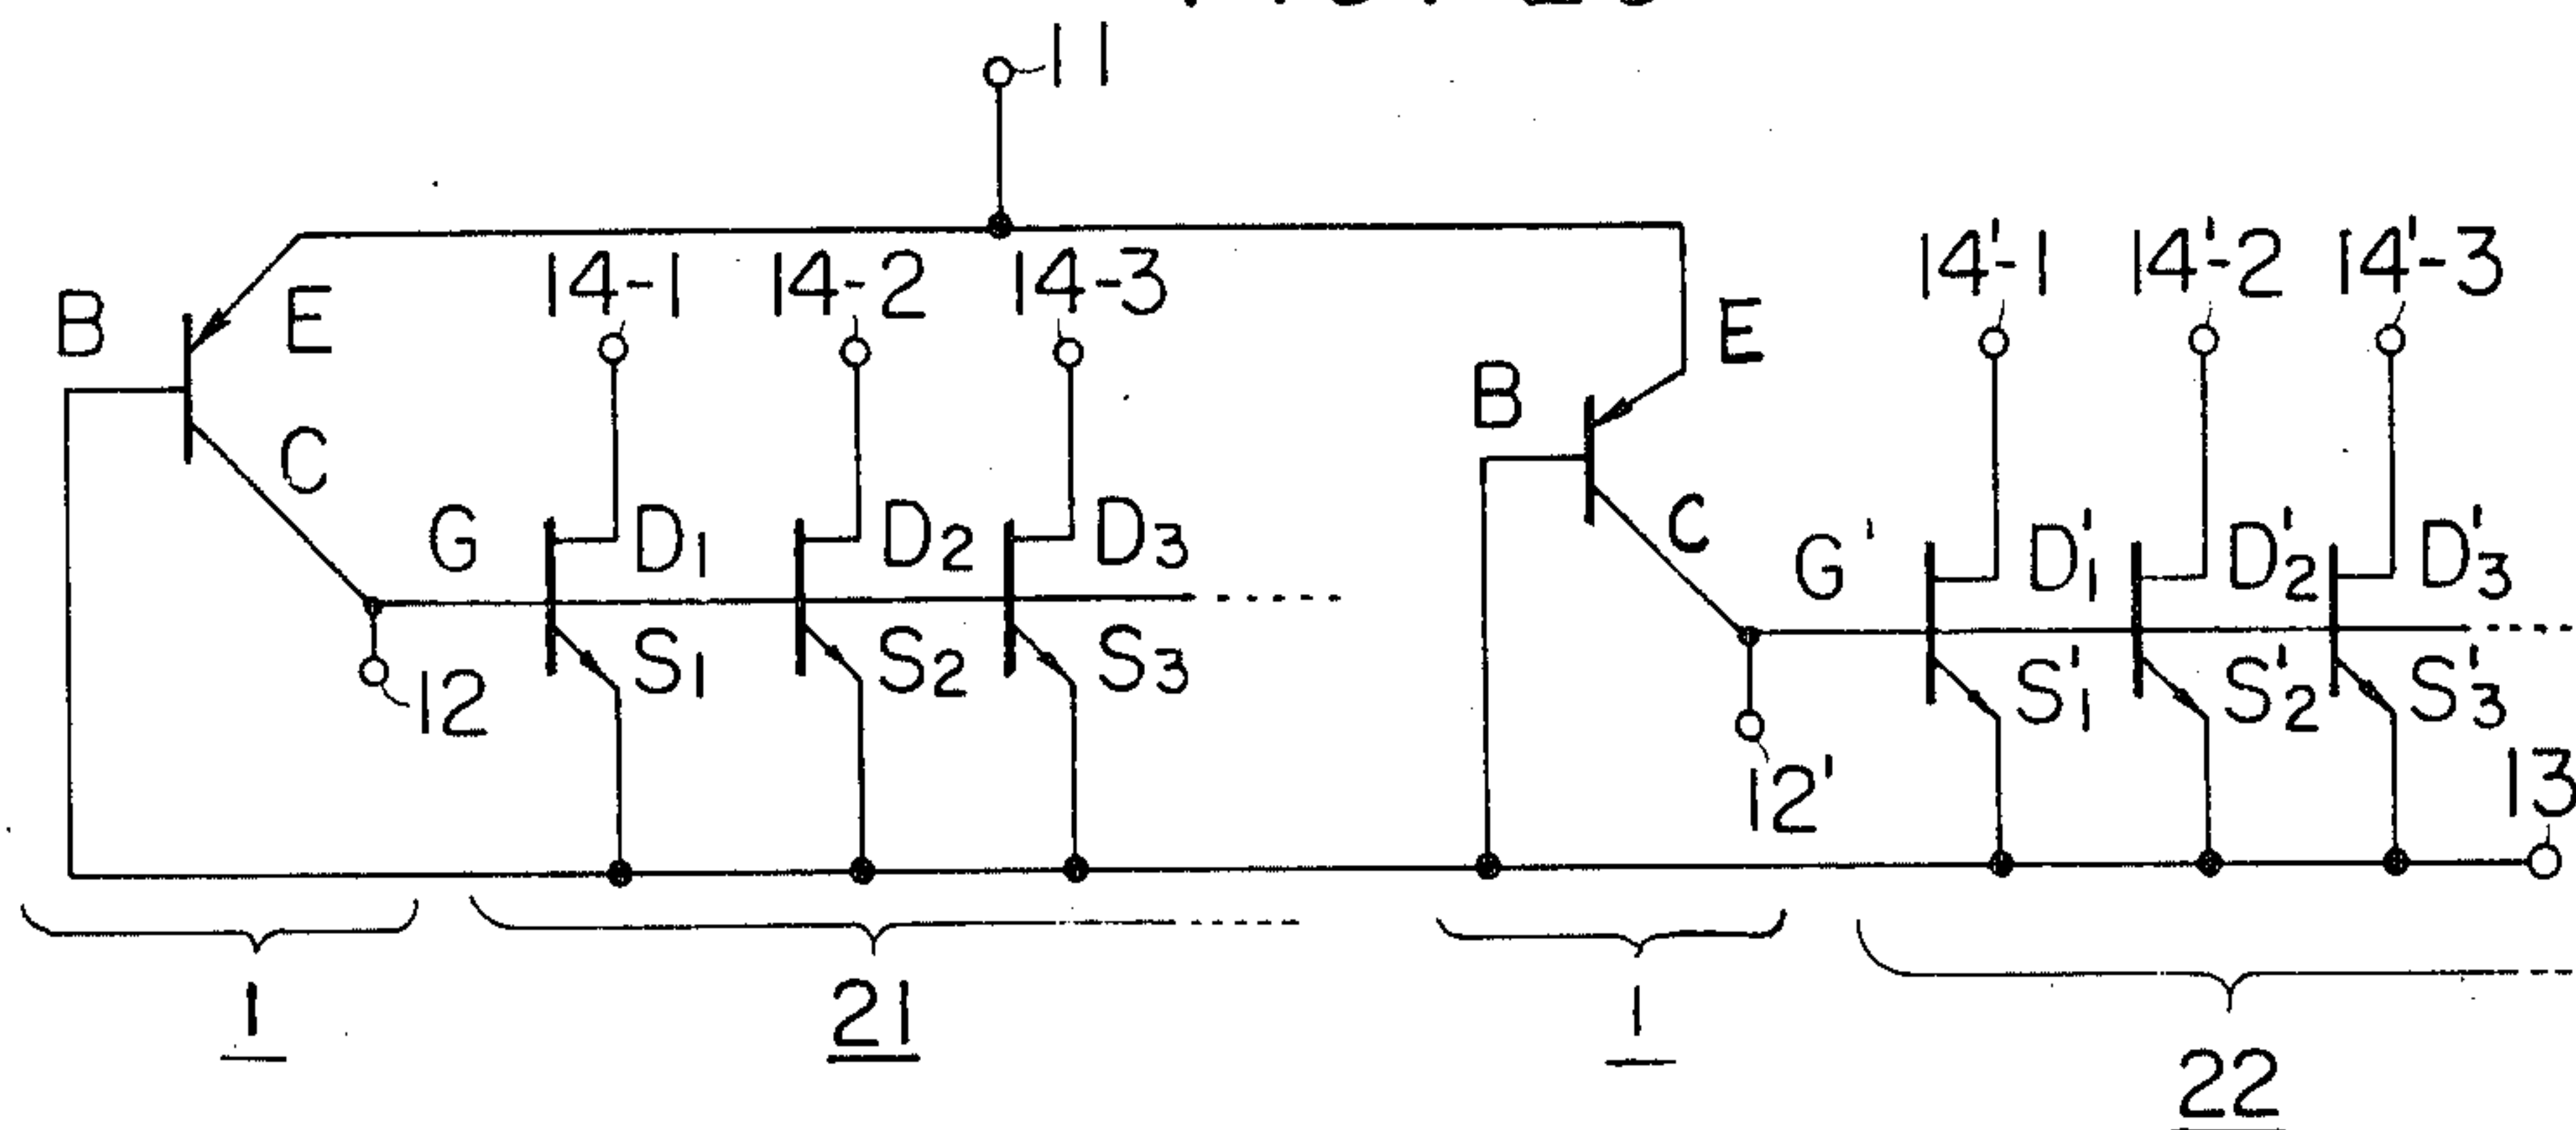 11
14-1 14-2 14-3 14'-1 14'-2 14'-3
B E E
B
C C
G D1 D2 D3 G' D'1 D'2 D'3
S1 S2 S3 S'1 S'2 S'3
12 12' 13
1 21 1 22